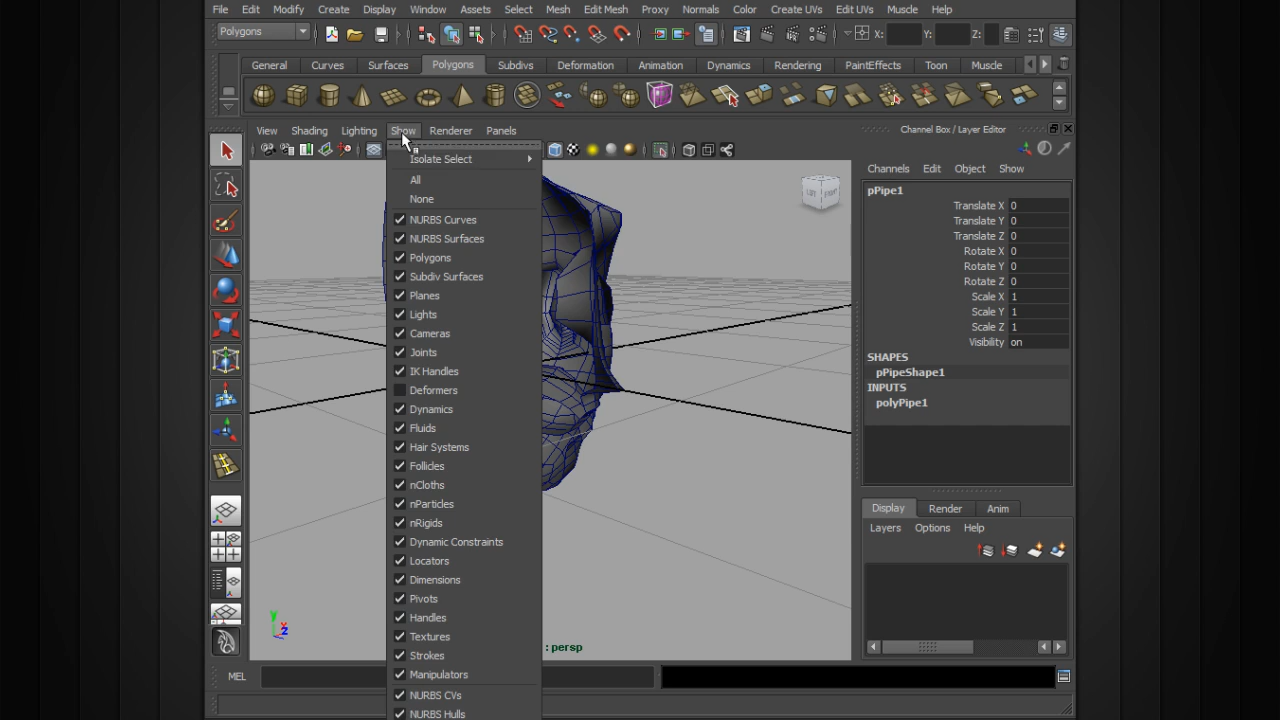 File Edit Modify Create Display Window Assets Select Mesh Edit Mesh Proxy Normals Color Create UVs Edit UVs Muscle Help
Polygons X: Y: Z:
General Curves Surfaces Polygons Subdivs Deformation Animation Dynamics Rendering PaintEffects Toon Muscle
View Shading Lighting Show Renderer Panels
Isolate Select
All
None
NURBS Curves
NURBS Surfaces
Polygons
Subdiv Surfaces
Planes
Lights
Cameras
Joints
IK Handles
Deformers
Dynamics
Fluids
Hair Systems
Follicles
nCloths
nParticles
nRigids
Dynamic Constraints
Locators
Dimensions
Pivots
Handles
Textures
Strokes
Manipulators
NURBS CVs
NURBS Hulls
: persp
y
x
z
Channel Box / Layer Editor
Channels Edit Object Show
pPipe1
Translate X 0
Translate Y 0
Translate Z 0
Rotate X 0
Rotate Y 0
Rotate Z 0
Scale X 1
Scale Y 1
Scale Z 1
Visibility on
SHAPES
pPipeShape1
INPUTS
polyPipe1
Display Render Anim
Layers Options Help
MEL